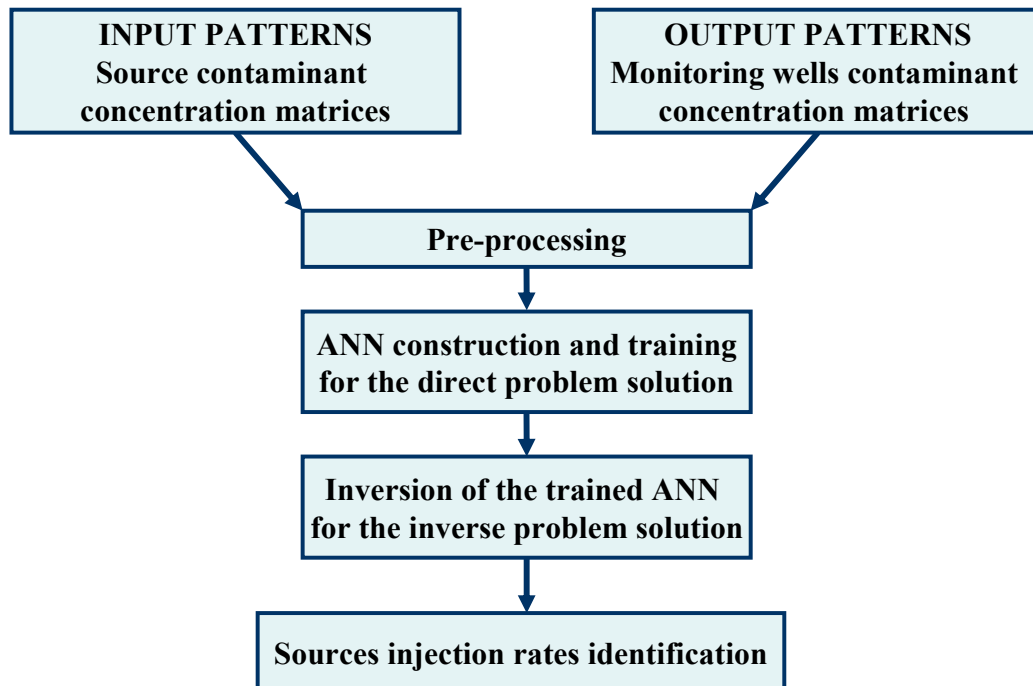 INPUT PATTERNS
Source contaminant
concentration matrices
OUTPUT PATTERNS
Monitoring wells contaminant
concentration matrices
Pre-processing
ANN construction and training
for the direct problem solution
Inversion of the trained ANN
for the inverse problem solution
Sources injection rates identification